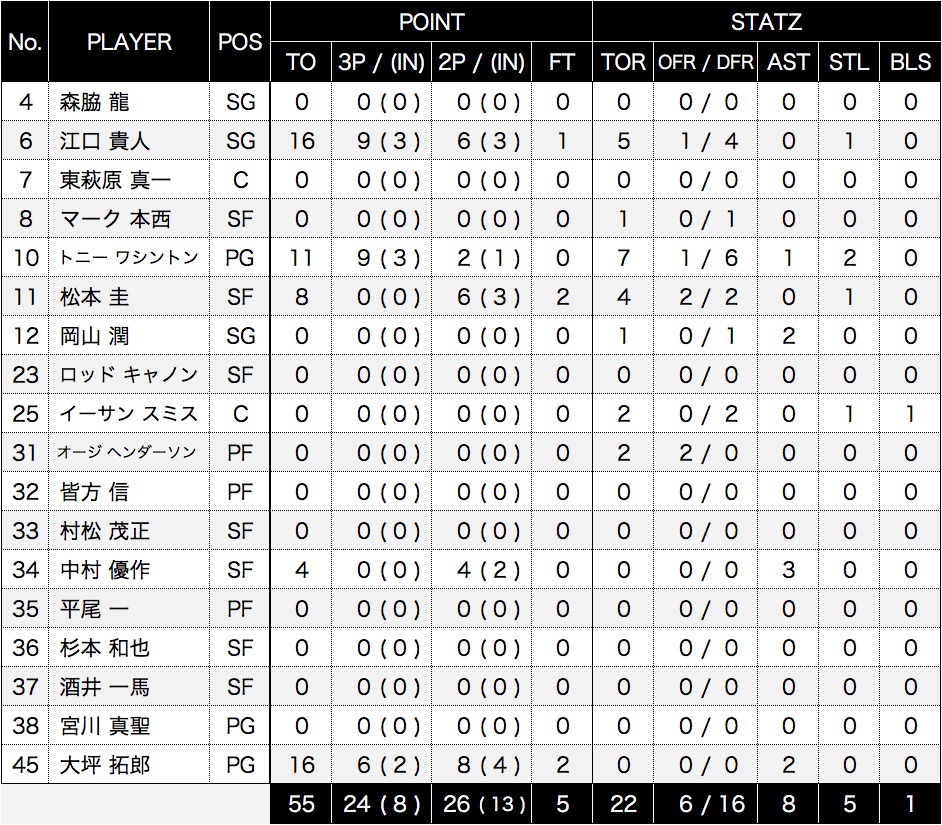 No. PLAYER POS POINT STATZ
TO 3P / (IN) 2P / (IN) FT TOR OFR / DFR AST STL BLS
4 森脇 龍 SG 0 0 ( 0 ) 0 ( 0 ) 0 0 0 / 0 0 0 0
6 江口 貴人 SG 16 9 ( 3 ) 6 ( 3 ) 1 5 1 / 4 0 1 0
7 東萩原 真一 C 0 0 ( 0 ) 0 ( 0 ) 0 0 0 / 0 0 0 0
8 マーク 本西 SF 0 0 ( 0 ) 0 ( 0 ) 0 1 0 / 1 0 0 0
10 トニー ワシントン PG 11 9 ( 3 ) 2 ( 1 ) 0 7 1 / 6 1 2 0
11 松本 圭 SF 8 0 ( 0 ) 6 ( 3 ) 2 4 2 / 2 0 1 0
12 岡山 潤 SG 0 0 ( 0 ) 0 ( 0 ) 0 1 0 / 1 2 0 0
23 ロッド キャノン SF 0 0 ( 0 ) 0 ( 0 ) 0 0 0 / 0 0 0 0
25 イーサン スミス C 0 0 ( 0 ) 0 ( 0 ) 0 2 0 / 2 0 1 1
31 オージ ヘンダーソン PF 0 0 ( 0 ) 0 ( 0 ) 0 2 2 / 0 0 0 0
32 皆方 信 PF 0 0 ( 0 ) 0 ( 0 ) 0 0 0 / 0 0 0 0
33 村松 茂正 SF 0 0 ( 0 ) 0 ( 0 ) 0 0 0 / 0 0 0 0
34 中村 優作 SF 4 0 ( 0 ) 4 ( 2 ) 0 0 0 / 0 3 0 0
35 平尾 一 PF 0 0 ( 0 ) 0 ( 0 ) 0 0 0 / 0 0 0 0
36 杉本 和也 SF 0 0 ( 0 ) 0 ( 0 ) 0 0 0 / 0 0 0 0
37 酒井 一馬 SF 0 0 ( 0 ) 0 ( 0 ) 0 0 0 / 0 0 0 0
38 宮川 真聖 PG 0 0 ( 0 ) 0 ( 0 ) 0 0 0 / 0 0 0 0
45 大坪 拓郎 PG 16 6 ( 2 ) 8 ( 4 ) 2 0 0 / 0 2 0 0
55 24 ( 8 ) 26 ( 13 ) 5 22 6 / 16 8 5 1